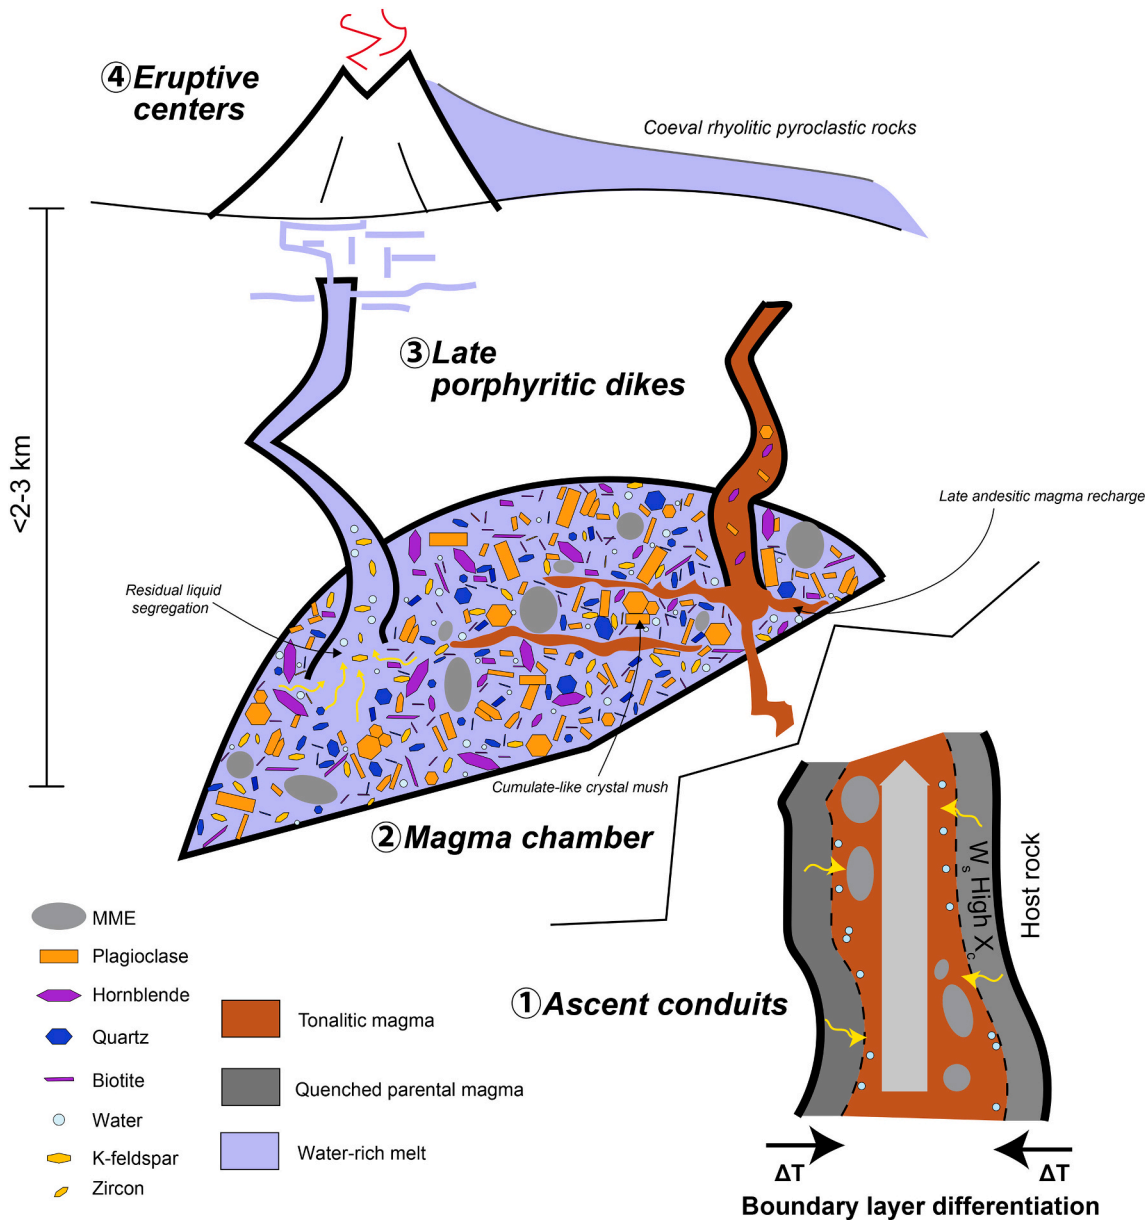 ④Eruptive
centers
Coeval rhyolitic pyroclastic rocks
③Late
porphyritic dikes
<2-3 km
Late andesitic magma recharge
Residual liquid
segregation
Cumulate-like crystal mush
②Magma chamber
MME
Plagioclase
Hornblende
Quartz
Biotite
Water
K-feldspar
Zircon
Tonalitic magma
Quenched parental magma
Water-rich melt
①Ascent conduits
Ws High Xc
Host rock
ΔT
ΔT
Boundary layer differentiation